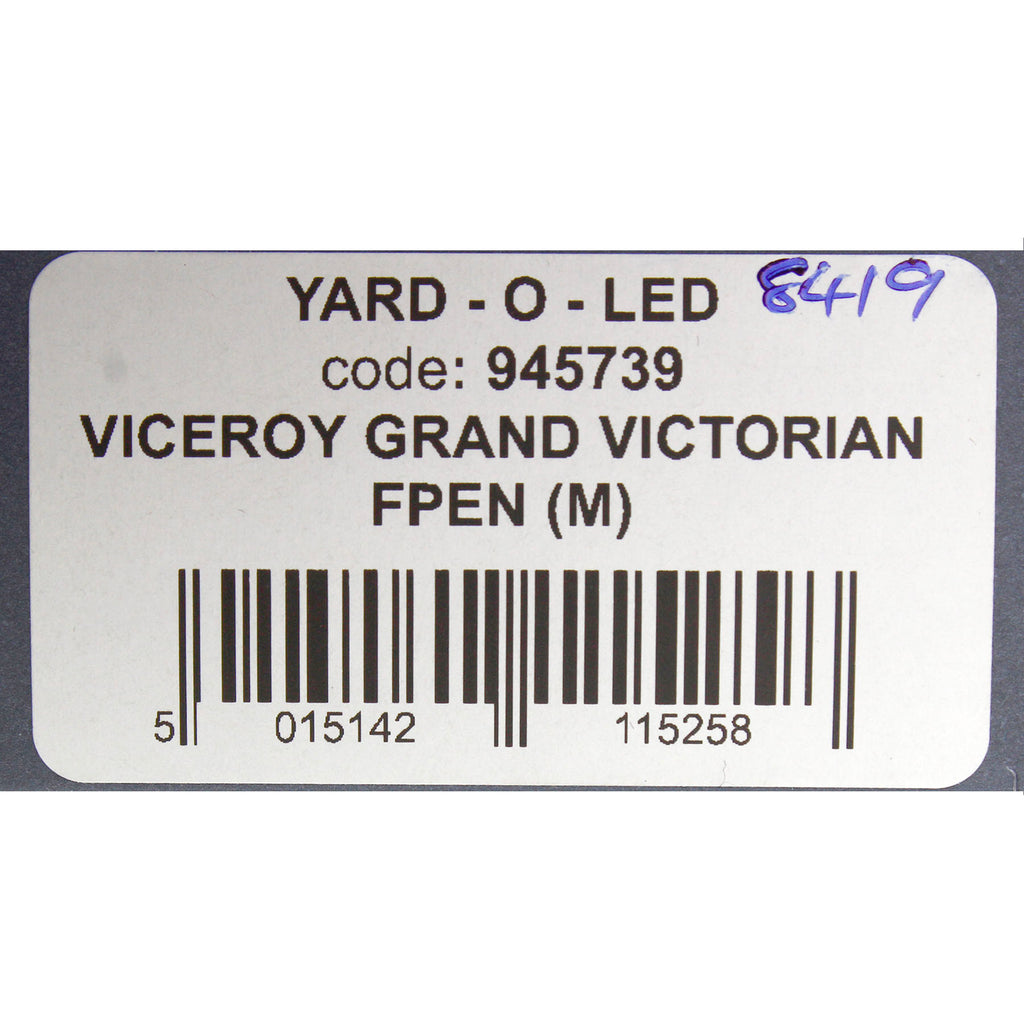 YARD - O - LED 8419
code: 945739
VICEROY GRAND VICTORIAN
FPEN (M)
5 015142 115258